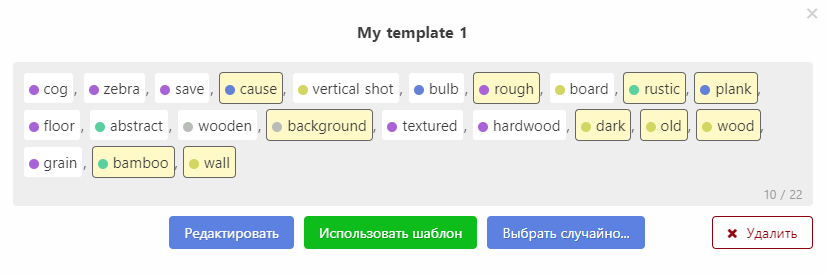 My template 1
cog , zebra , save , cause , vertical shot , bulb , rough , board , rustic , plank ,
floor , abstract , wooden , background , textured , hardwood , dark , old , wood ,
grain , bamboo , wall
10 / 22
Редактировать Использовать шаблон Выбрать случайно... Удалить